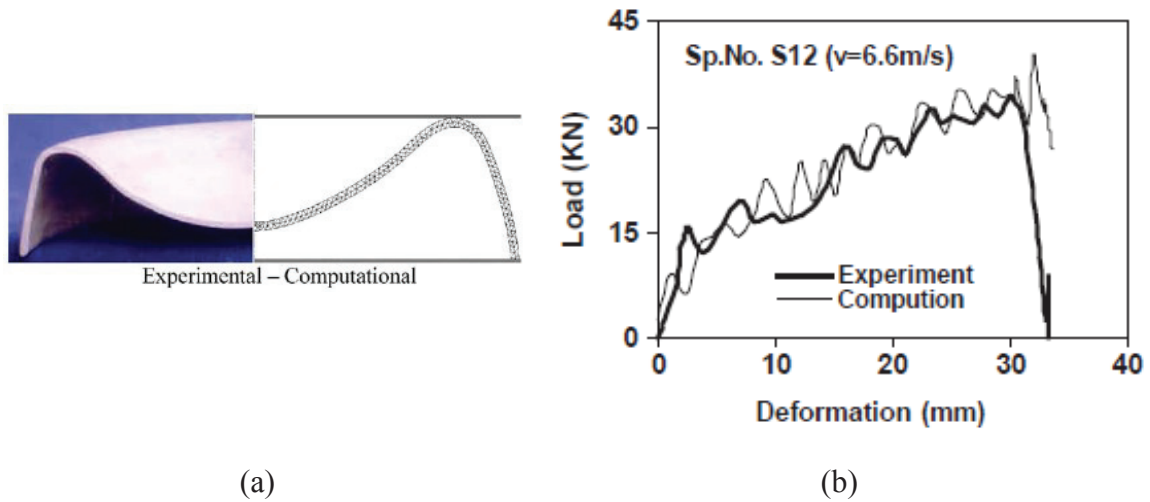 Experimental – Computational
(a)
45
30
15
0
Load (KN)
Sp.No. S12 (v=6.6m/s)
Experiment
Compution
0 10 20 30 40
Deformation (mm)
(b)